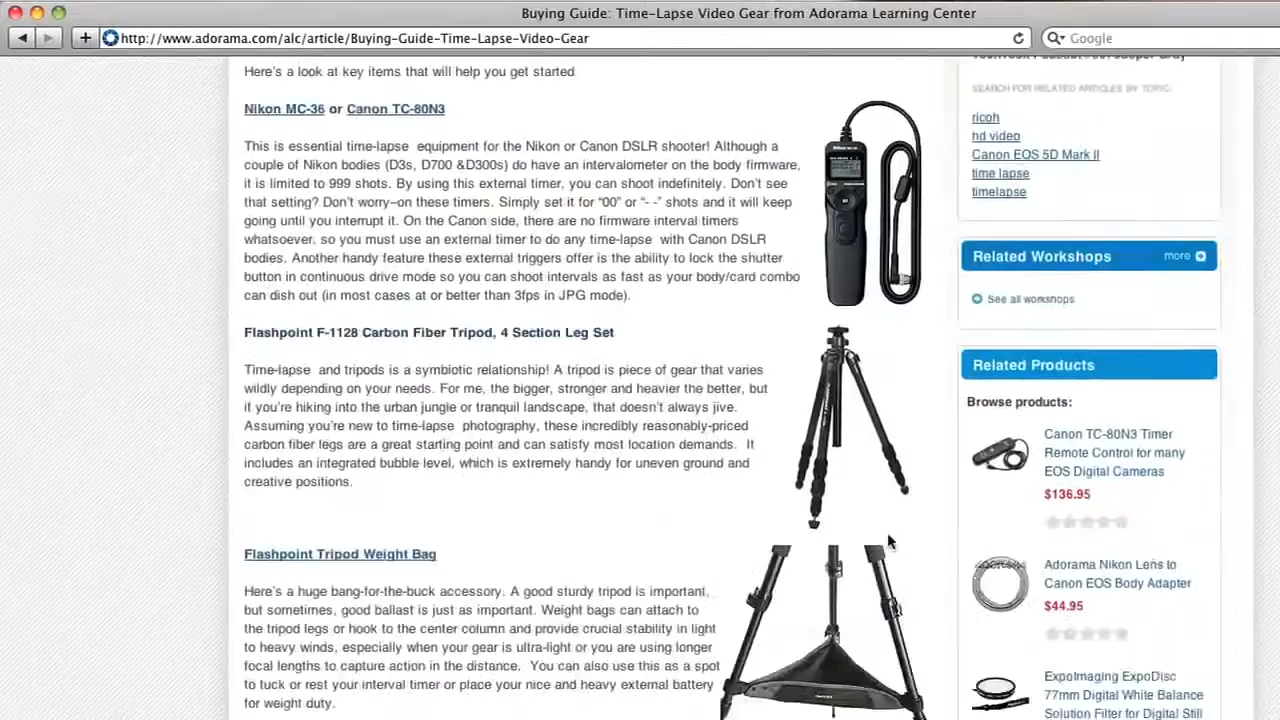 Buying Guide: Time-Lapse Video Gear from Adorama Learning Center
http://www.adorama.com/alc/article/Buying-Guide-Time-Lapse-Video-Gear
Google
Here's a look at key items that will help you get started
Nikon MC-36 or Canon TC-80N3
This is essential time-lapse equipment for the Nikon or Canon DSLR shooter! Although a
couple of Nikon bodies (D3s, D700 &D300s) do have an intervalometer on the body firmware,
it is limited to 999 shots. By using this external timer, you can shoot indefinitely. Don't see
that setting? Don't worry–on these timers. Simply set it for “00” or “- -” shots and it will keep
going until you interrupt it. On the Canon side, there are no firmware interval timers
whatsoever, so you must use an external timer to do any time-lapse with Canon DSLR
bodies. Another handy feature these external triggers offer is the ability to lock the shutter
button in continuous drive mode so you can shoot intervals as fast as your body/card combo
can dish out (in most cases at or better than 3fps in JPG mode).
Flashpoint F-1128 Carbon Fiber Tripod, 4 Section Leg Set
Time-lapse and tripods is a symbiotic relationship! A tripod is piece of gear that varies
wildly depending on your needs. For me, the bigger, stronger and heavier the better, but
if you're hiking into the urban jungle or tranquil landscape, that doesn't always jive.
Assuming you're new to time-lapse photography, these incredibly reasonably-priced
carbon fiber legs are a great starting point and can satisfy most location demands. It
includes an integrated bubble level, which is extremely handy for uneven ground and
creative positions.
Flashpoint Tripod Weight Bag
Here's a huge bang-for-the-buck accessory. A good sturdy tripod is important,
but sometimes, good ballast is just as important. Weight bags can attach to
the tripod legs or hook to the center column and provide crucial stability in light
to heavy winds, especially when your gear is ultra-light or you are using longer
focal lengths to capture action in the distance. You can also use this as a spot
to tuck or rest your interval timer or place your nice and heavy external battery
for weight duty.
SEARCH FOR RELATED ARTICLES BY TOPIC:
ricoh
hd video
Canon EOS 5D Mark II
time lapse
timelapse
Related Workshops
more
See all workshops
Related Products
Browse products:
Canon TC-80N3 Timer
Remote Control for many
EOS Digital Cameras
$136.95
Adorama Nikon Lens to
Canon EOS Body Adapter
$44.95
ExpoImaging ExpoDisc
77mm Digital White Balance
Solution Filter for Digital Still